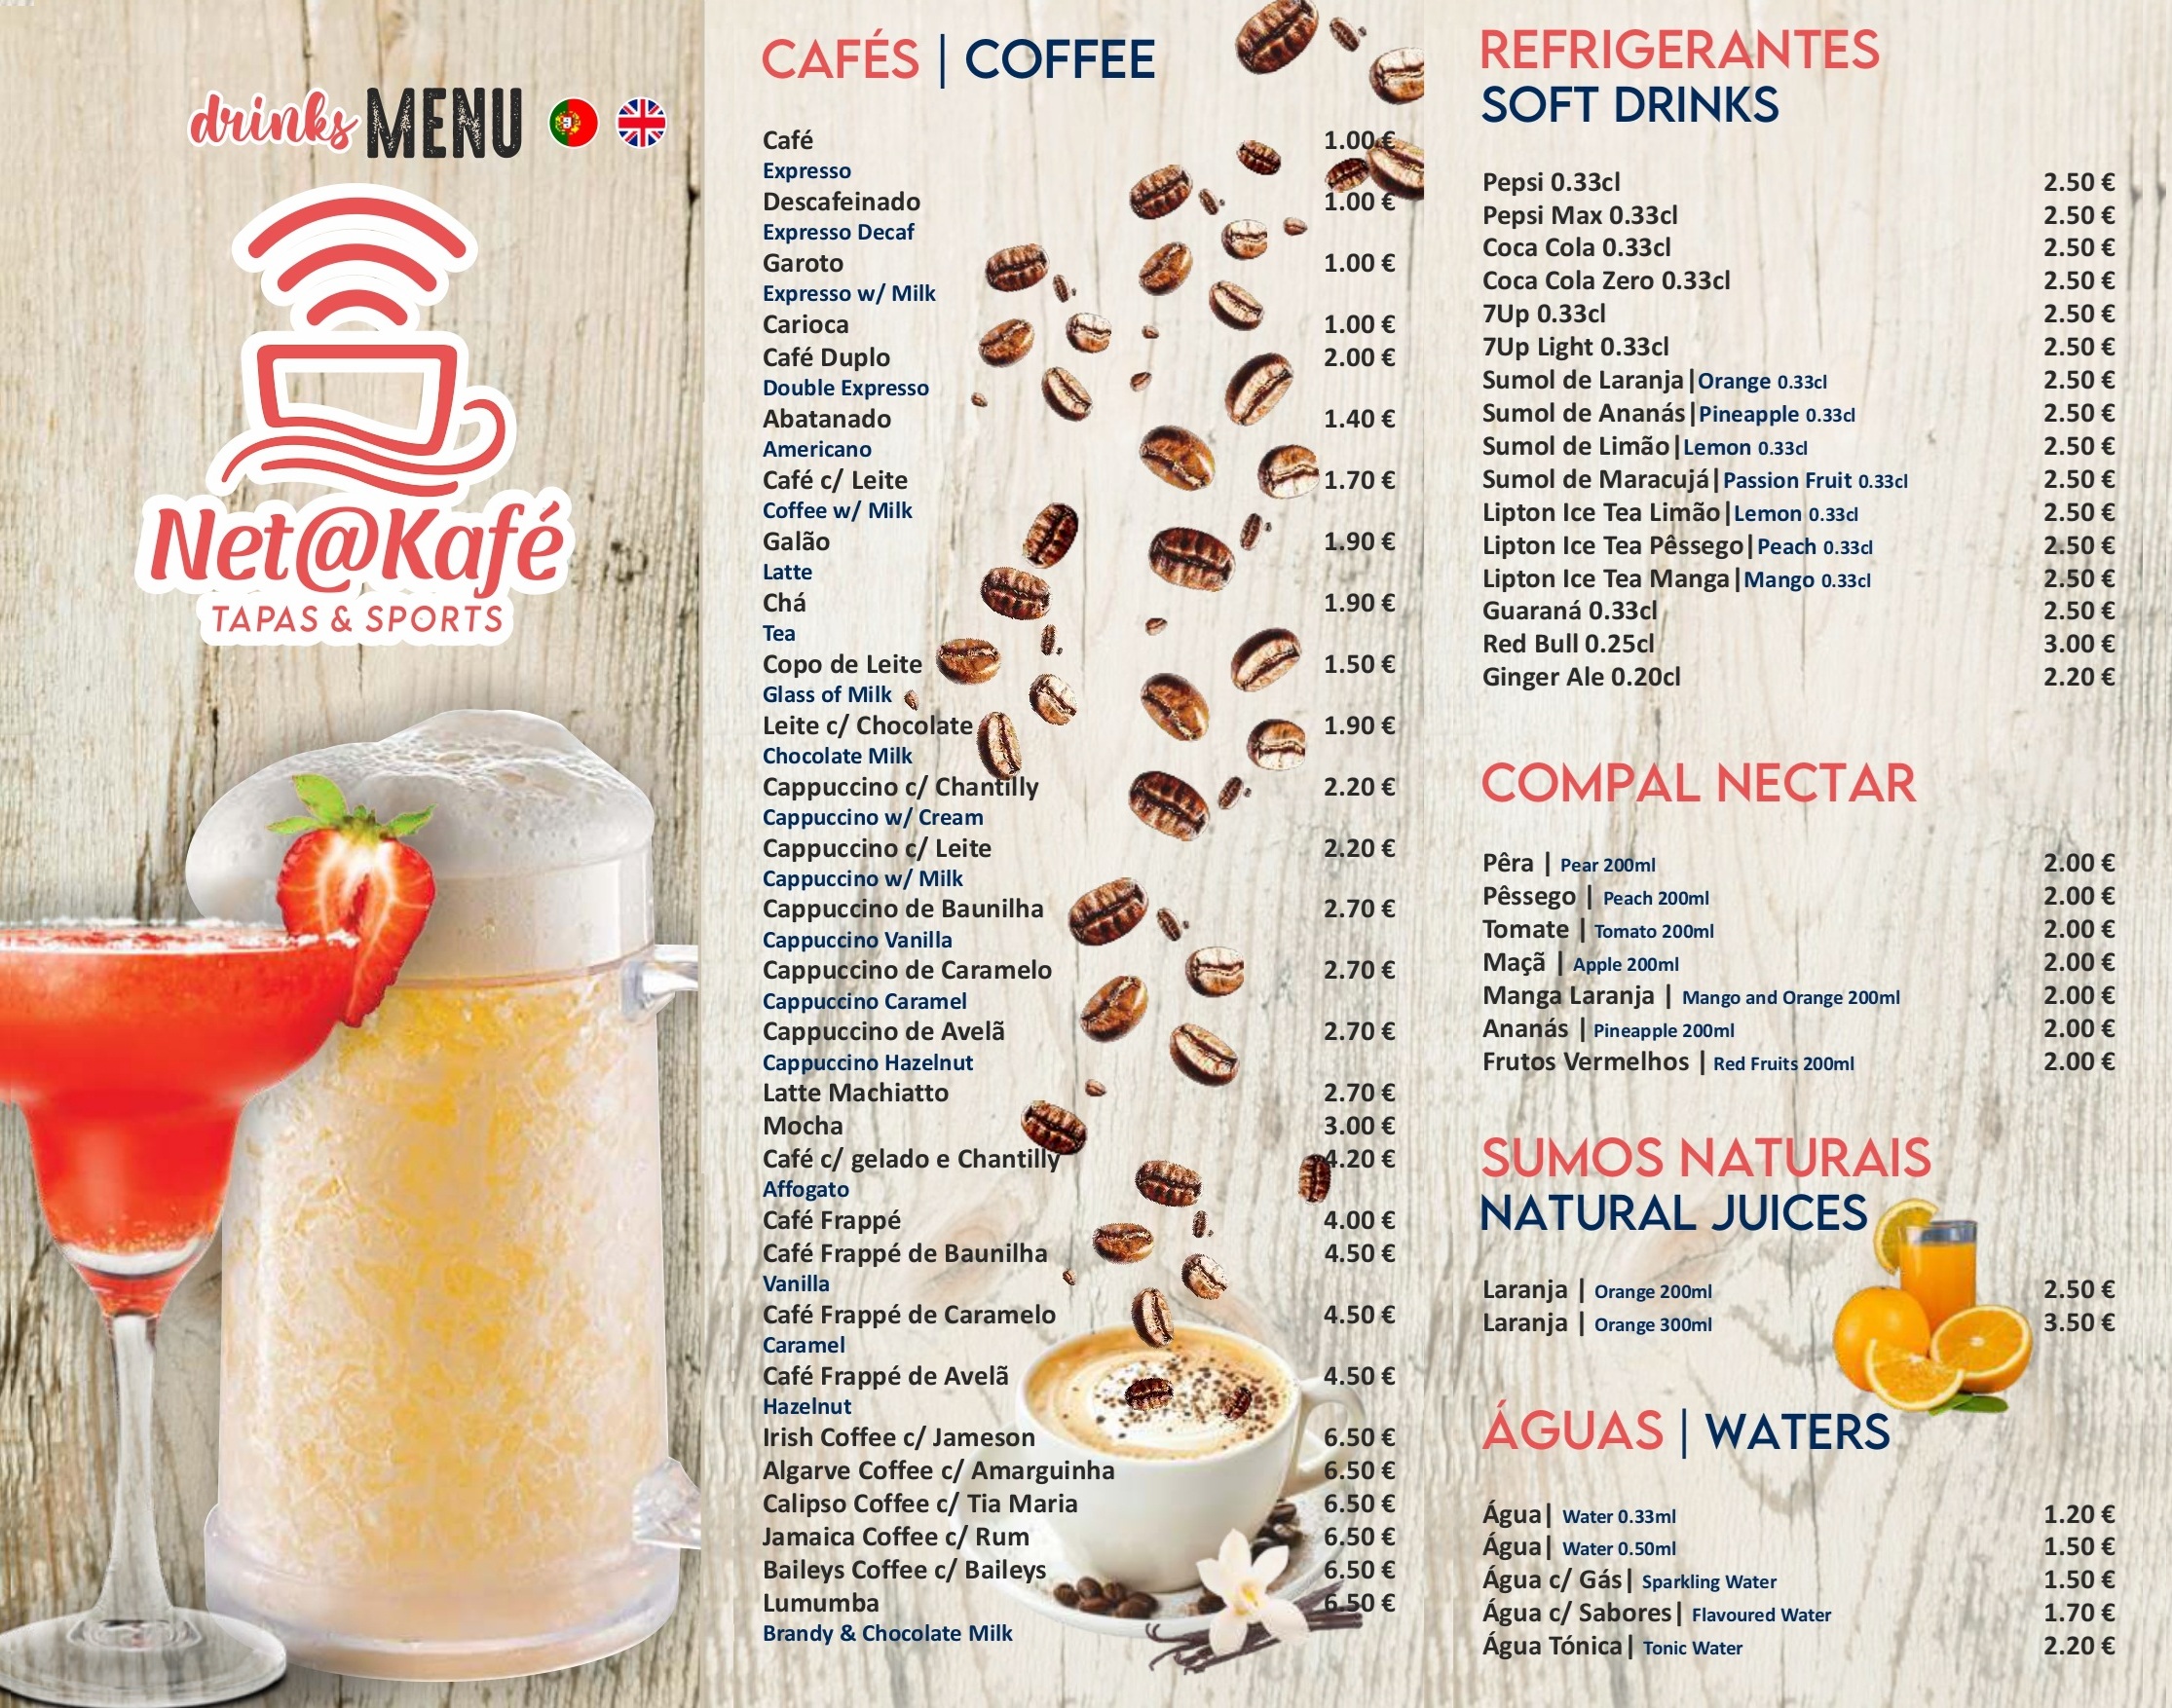 drinks MENU
Net@Kafé
TAPAS & SPORTS
CAFÉS | COFFEE
Café 1.00 €
Expresso
Descafeinado 1.00 €
Expresso Decaf
Garoto 1.00 €
Expresso w/ Milk
Carioca 1.00 €
Café Duplo 2.00 €
Double Expresso
Abatanado 1.40 €
Americano
Café c/ Leite 1.70 €
Coffee w/ Milk
Galão 1.90 €
Latte
Chá 1.90 €
Tea
Copo de Leite 1.50 €
Glass of Milk
Leite c/ Chocolate 1.90 €
Chocolate Milk
Cappuccino c/ Chantilly 2.20 €
Cappuccino w/ Cream
Cappuccino c/ Leite 2.20 €
Cappuccino w/ Milk
Cappuccino de Baunilha 2.70 €
Cappuccino Vanilla
Cappuccino de Caramelo 2.70 €
Cappuccino Caramel
Cappuccino de Avelã 2.70 €
Cappuccino Hazelnut
Latte Machiatto 2.70 €
Mocha 3.00 €
Café c/ gelado e Chantilly 4.20 €
Affogato
Café Frappé 4.00 €
Café Frappé de Baunilha 4.50 €
Vanilla
Café Frappé de Caramelo 4.50 €
Caramel
Café Frappé de Avelã 4.50 €
Hazelnut
Irish Coffee c/ Jameson 6.50 €
Algarve Coffee c/ Amarguinha 6.50 €
Calipso Coffee c/ Tia Maria 6.50 €
Jamaica Coffee c/ Rum 6.50 €
Baileys Coffee c/ Baileys 6.50 €
Lumumba 6.50 €
Brandy & Chocolate Milk
REFRIGERANTES
SOFT DRINKS
Pepsi 0.33cl 2.50 €
Pepsi Max 0.33cl 2.50 €
Coca Cola 0.33cl 2.50 €
Coca Cola Zero 0.33cl 2.50 €
7Up 0.33cl 2.50 €
7Up Light 0.33cl 2.50 €
Sumol de Laranja|Orange 0.33cl 2.50 €
Sumol de Ananás|Pineapple 0.33cl 2.50 €
Sumol de Limão|Lemon 0.33cl 2.50 €
Sumol de Maracujá|Passion Fruit 0.33cl 2.50 €
Lipton Ice Tea Limão|Lemon 0.33cl 2.50 €
Lipton Ice Tea Pêssego|Peach 0.33cl 2.50 €
Lipton Ice Tea Manga|Mango 0.33cl 2.50 €
Guaraná 0.33cl 2.50 €
Red Bull 0.25cl 3.00 €
Ginger Ale 0.20cl 2.20 €
COMPAL NECTAR
Pêra | Pear 200ml 2.00 €
Pêssego | Peach 200ml 2.00 €
Tomate | Tomato 200ml 2.00 €
Maçã | Apple 200ml 2.00 €
Manga Laranja | Mango and Orange 200ml 2.00 €
Ananás | Pineapple 200ml 2.00 €
Frutos Vermelhos | Red Fruits 200ml 2.00 €
SUMOS NATURAIS
NATURAL JUICES
Laranja | Orange 200ml 2.50 €
Laranja | Orange 300ml 3.50 €
ÁGUAS | WATERS
Água| Water 0.33ml 1.20 €
Água| Water 0.50ml 1.50 €
Água c/ Gás| Sparkling Water 1.50 €
Água c/ Sabores| Flavoured Water 1.70 €
Água Tónica| Tonic Water 2.20 €